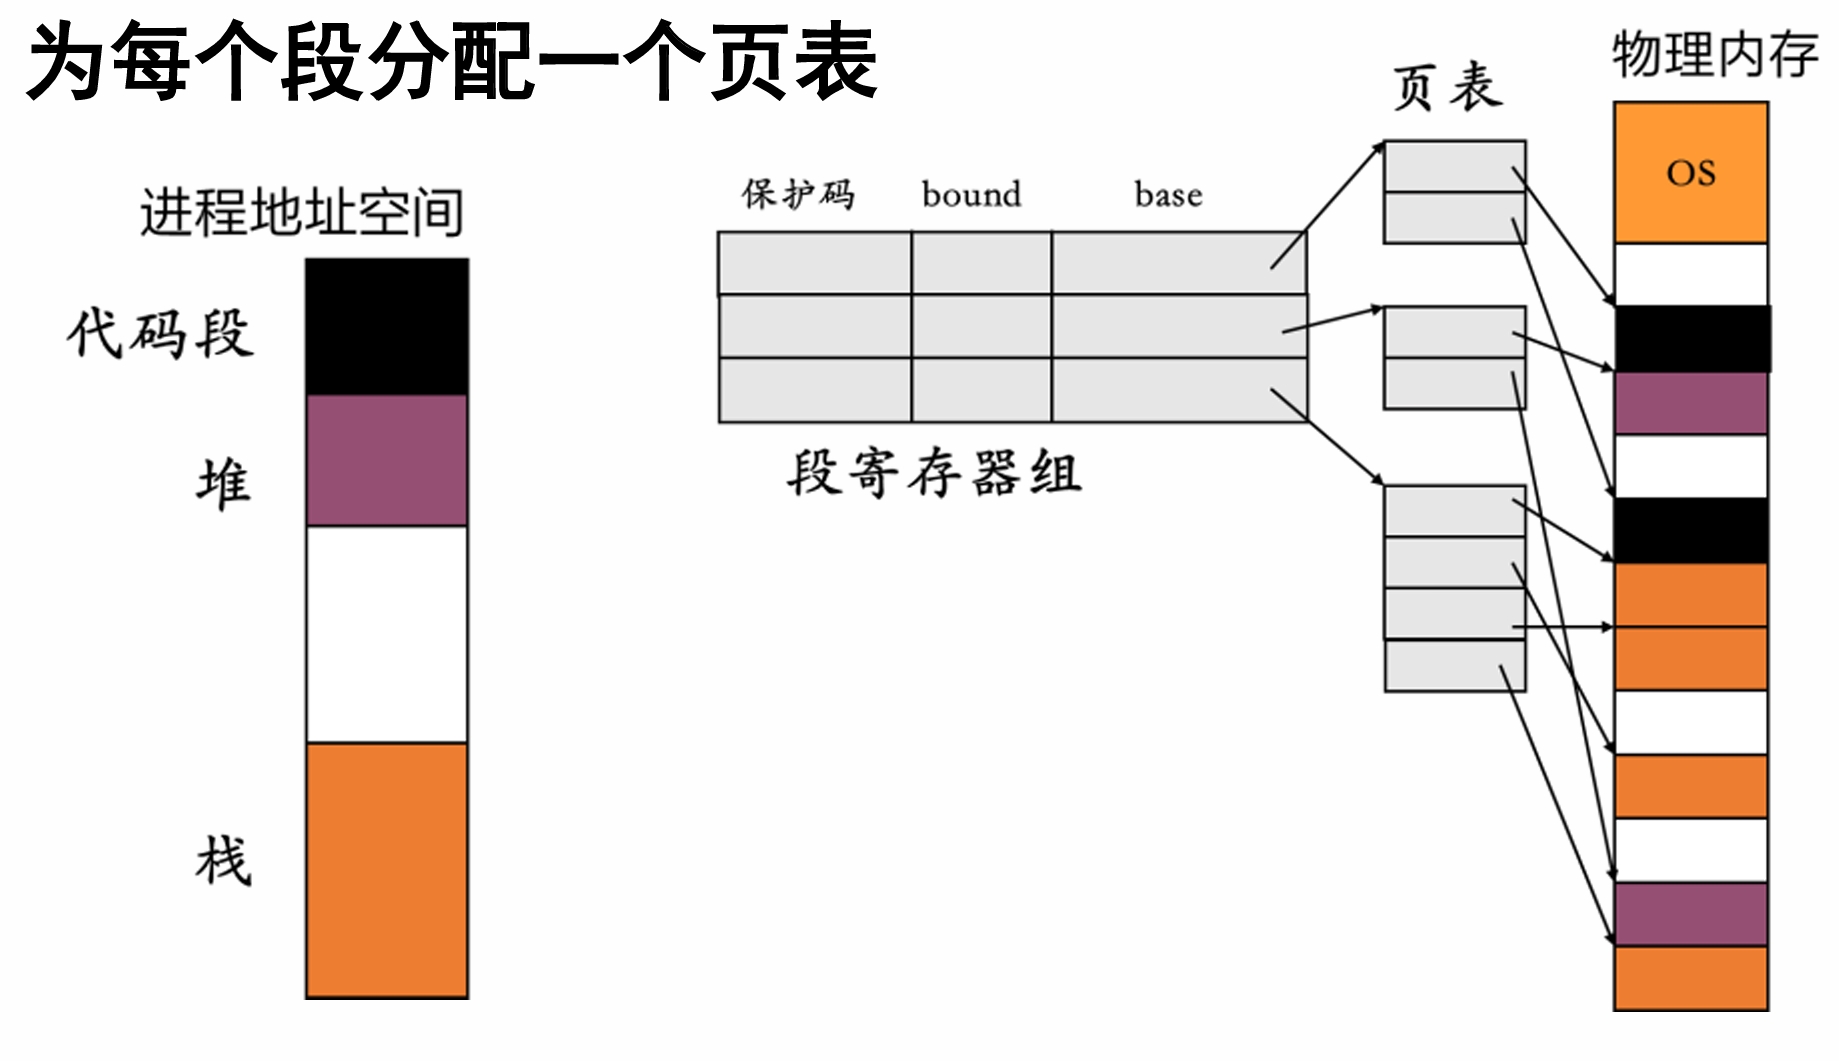 为每个段分配一个页表
物理内存
页表
OS
保护码 bound base
进程地址空间
代码段
段寄存器组
堆
栈